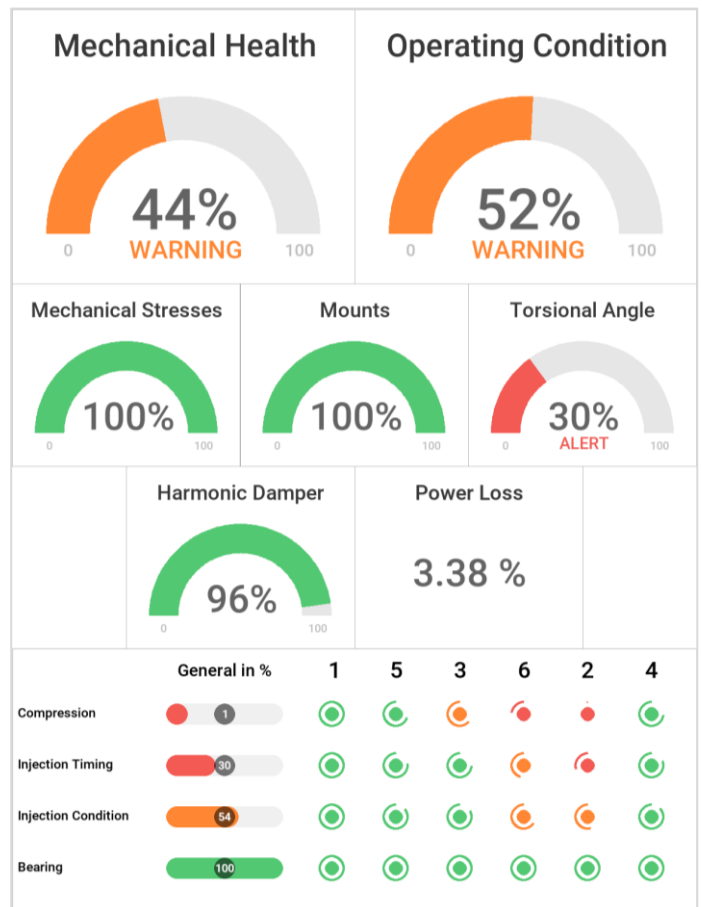 Mechanical Health Operating Condition
44% 52%
WARNING WARNING
0 100 0 100
Mechanical Stresses Mounts Torsional Angle
100% 100% 30%
ALERT
0 100 0 100 0 100
Harmonic Damper Power Loss
96% 3.38 %
0 100
General in % 1 5 3 6 2 4
Compression 1
Injection Timing 30
Injection Condition 54
Bearing 100